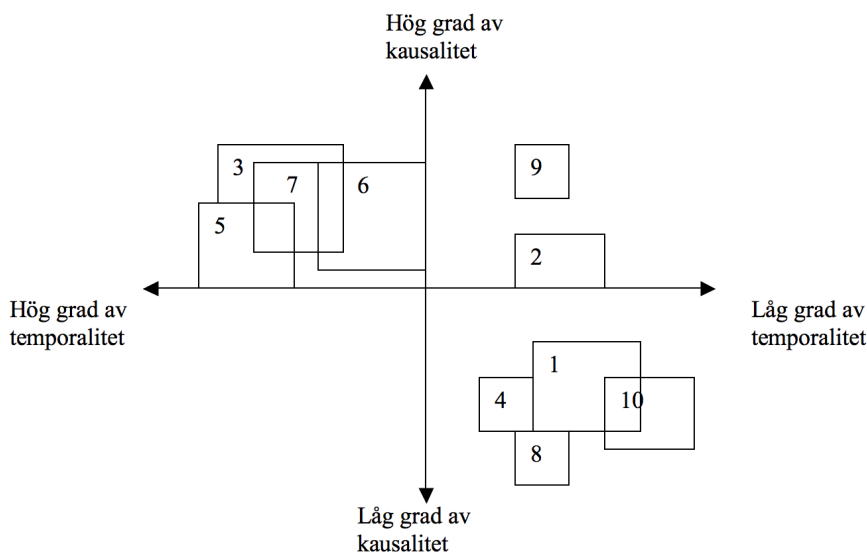 Hög grad av
kausalitet
3
7
6
9
5
2
Hög grad av
temporalitet
Låg grad av
temporalitet
1
4
10
8
Låg grad av
kausalitet